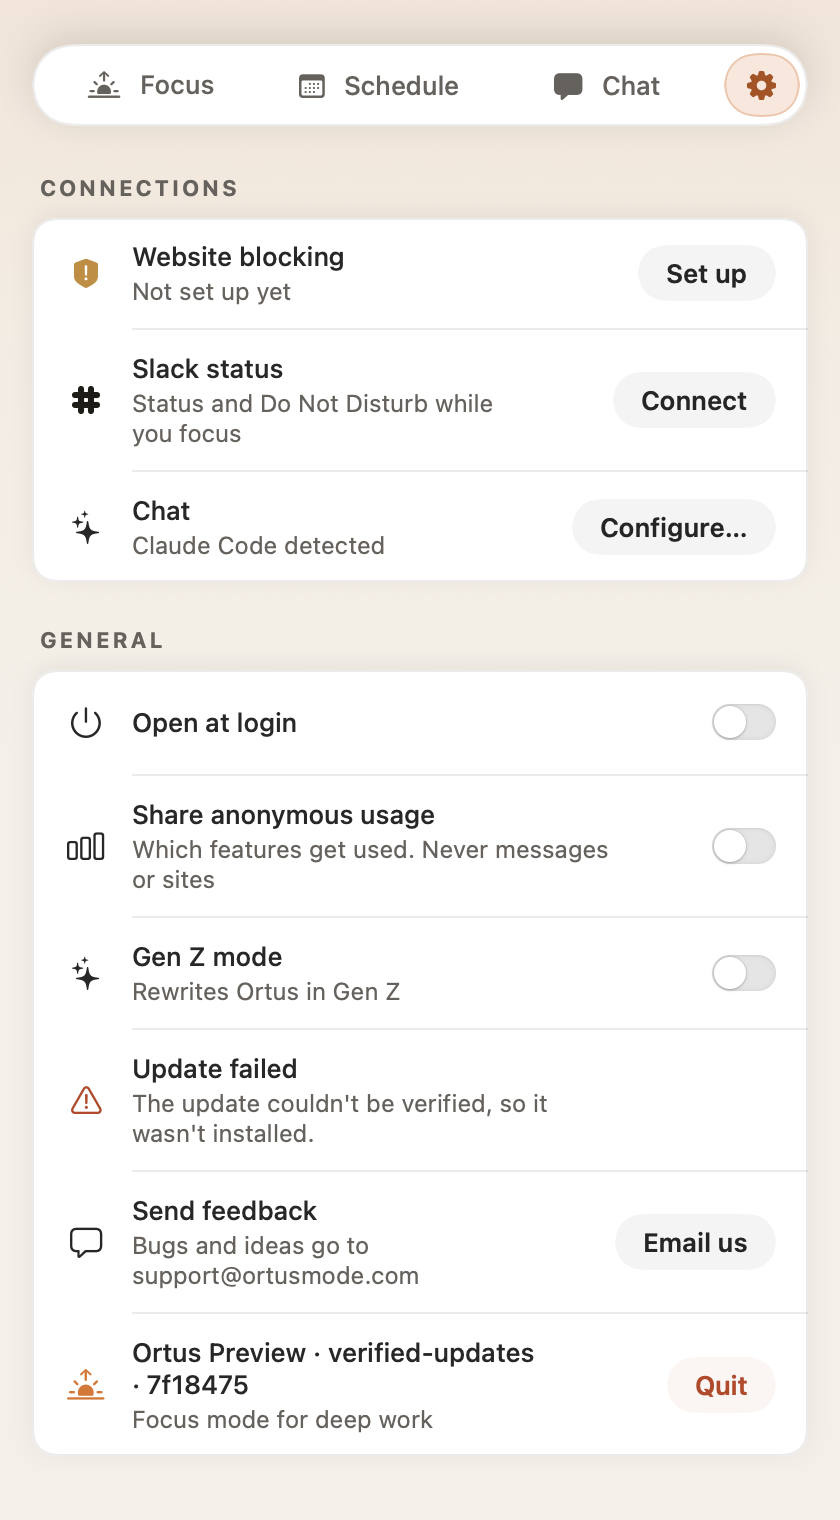 Focus
Schedule
Chat
CONNECTIONS
Website blocking
Not set up yet
Set up
Slack status
Status and Do Not Disturb while
you focus
Connect
Chat
Claude Code detected
Configure...
GENERAL
Open at login
Share anonymous usage
Which features get used. Never messages
or sites
Gen Z mode
Rewrites Ortus in Gen Z
Update failed
The update couldn't be verified, so it
wasn't installed.
Send feedback
Bugs and ideas go to
support@ortusmode.com
Email us
Ortus Preview · verified-updates
· 7f18475
Focus mode for deep work
Quit